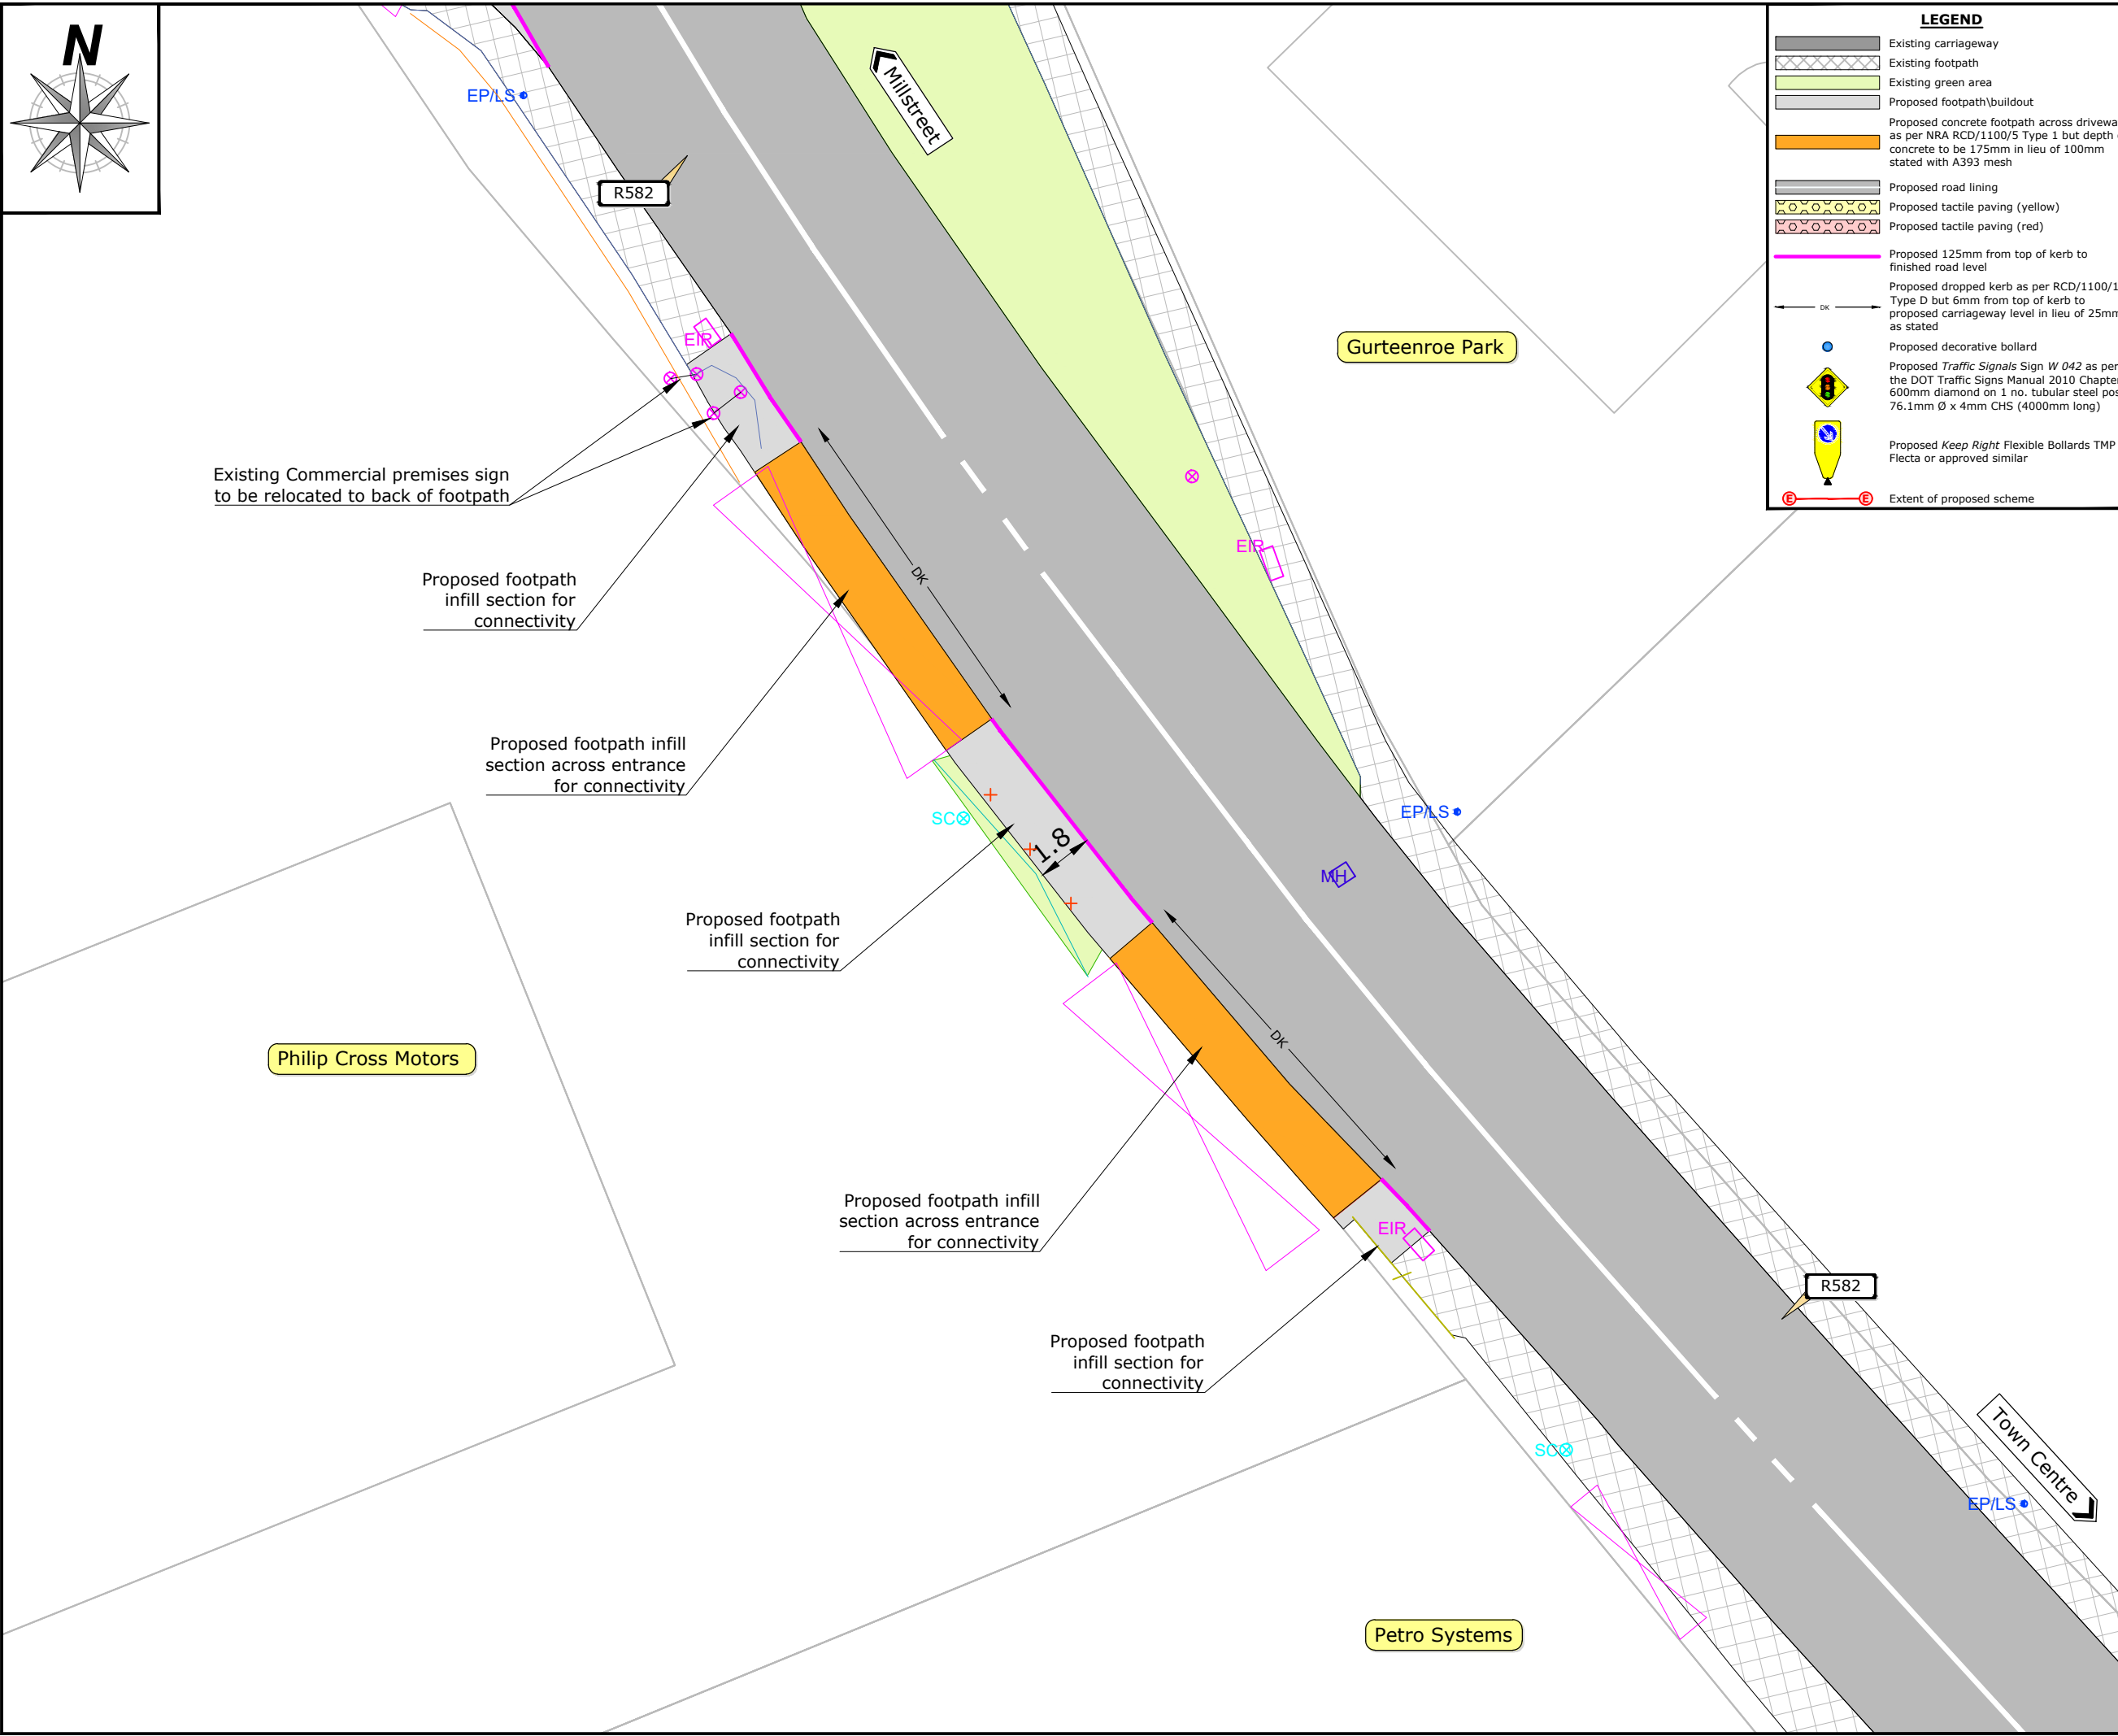 N
LEGEND
Existing carriageway
Existing footpath
Existing green area
Proposed footpath\buildout
Proposed concrete footpath across
as per NRA RCD/1100/5 Type 1 but depth
concrete to be 175mm in lieu of 100mm
stated with A393 mesh
Proposed road lining
Proposed tactile paving (yellow)
Proposed tactile paving (red)
Proposed 125mm from top of kerb to
finished road level
DK
Proposed dropped kerb as per RCD/1100/1
Type D but 6mm from top of kerb to
proposed carriageway level in lieu of 25mm
as stated
Proposed decorative bollard
Proposed Traffic Signals Sign W 042 as per
the DOT Traffic Signs Manual 2010 Chapter
600mm diamond on 1 no. tubular steel
76.1mm Ø x 4mm CHS (4000mm long)
Proposed Keep Right Flexible Bollards TMP
Flecta or approved similar
E E
Extent of proposed scheme
Millstreet
EP/LS
R582
EIR
Gurteenroe Park
Existing Commercial premises sign
to be relocated to back of footpath
EIR
Proposed footpath
infill section for
connectivity
DK
Proposed footpath infill
section across entrance
for connectivity
SC
EP/LS
1.8
MH
Proposed footpath
infill section for
connectivity
Philip Cross Motors
DK
Proposed footpath infill
section across entrance
for connectivity
EIR
R582
Proposed footpath
infill section for
connectivity
SC
Town Centre
EP/LS
Petro Systems